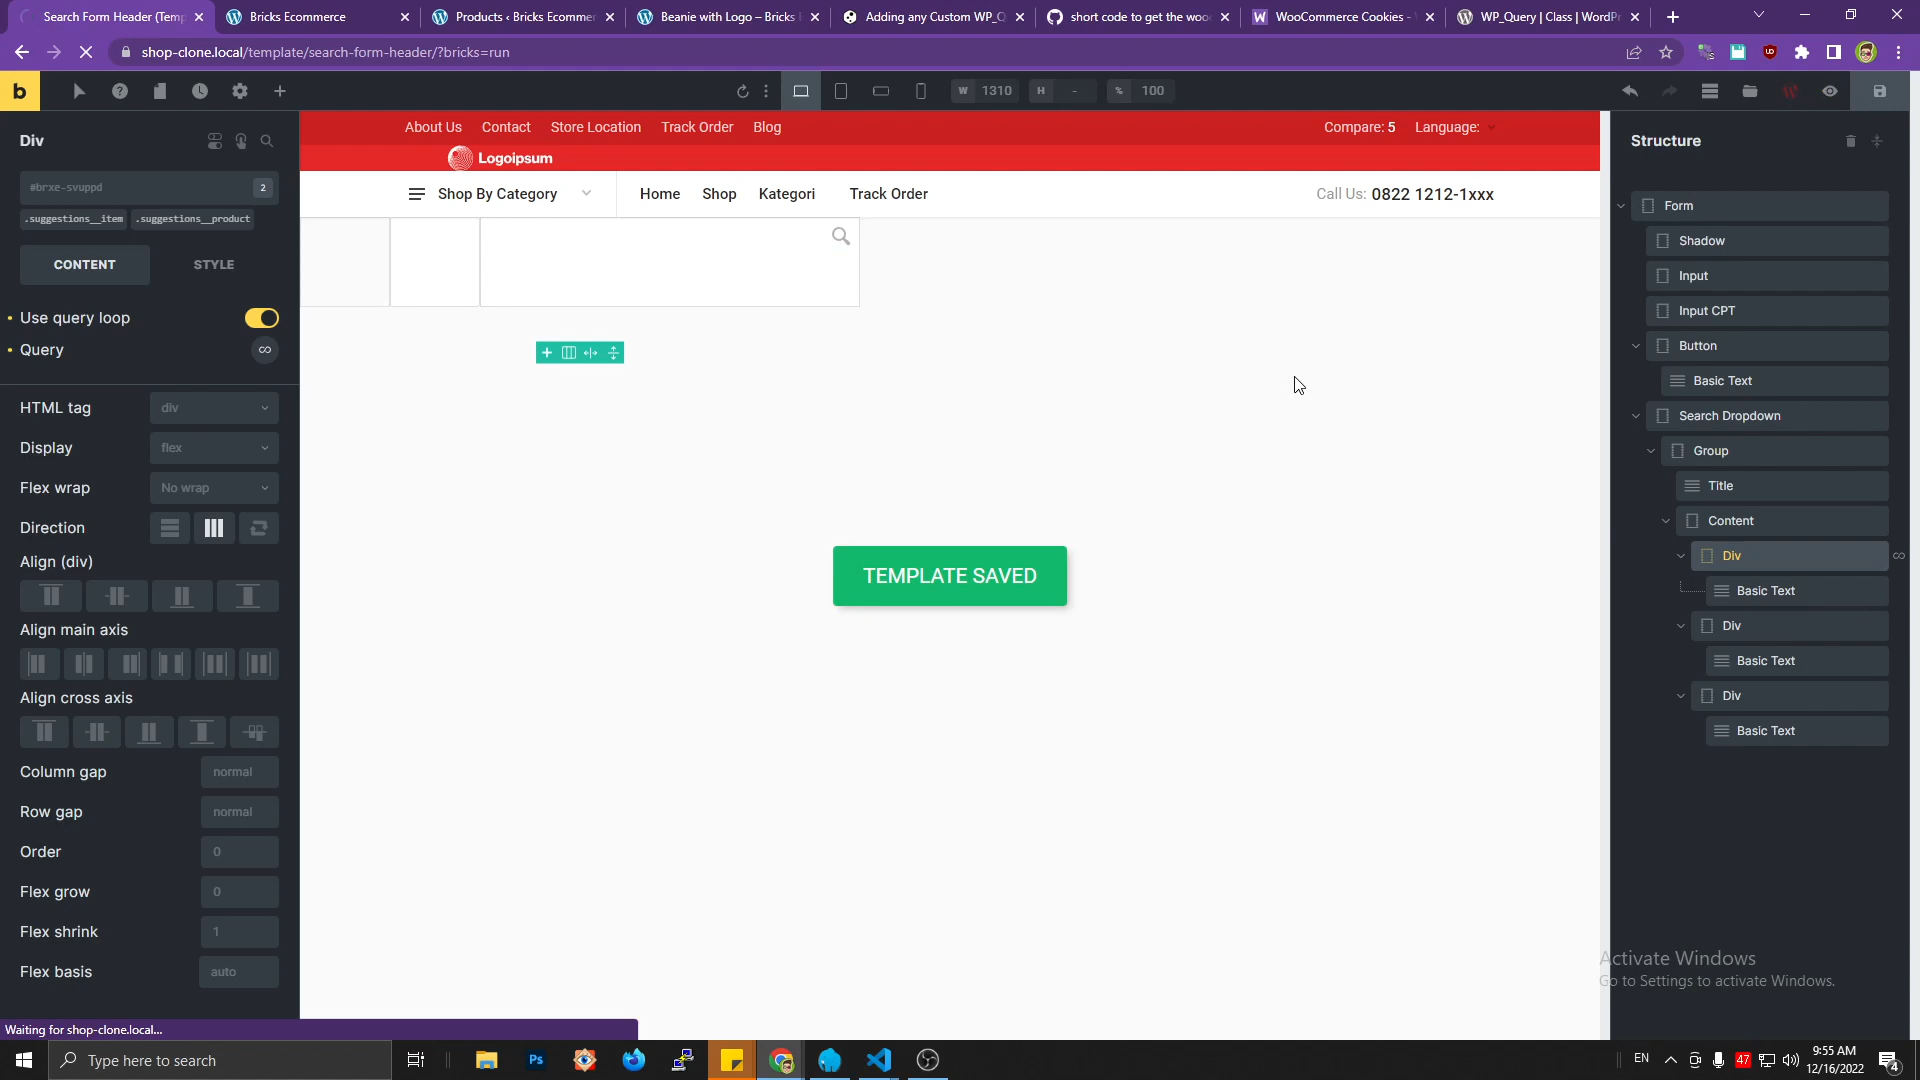 Search Form Header (Temp
Bricks Ecommerce
Products ‹ Bricks Ecommer
Beanie with Logo – Bricks
Adding any Custom WP_Q
short code to get the woo
WooCommerce Cookies -
WP_Query | Class | WordP
shop-clone.local/template/search-form-header/?bricks=run
b
W 1310
H -
% 100
Div
#brxe-svuppd
2
.suggestions__item
.suggestions__product
CONTENT
STYLE
Use query loop
Query
HTML tag
div
Display
flex
Flex wrap
No wrap
Direction
Align (div)
Align main axis
Align cross axis
Column gap
normal
Row gap
normal
Order
0
Flex grow
0
Flex shrink
1
Flex basis
auto
Waiting for shop-clone.local...
About Us
Contact
Store Location
Track Order
Blog
Compare: 5
Language:
Logoipsum
Shop By Category
Home
Shop
Kategori
Track Order
Call Us: 0822 1212-1xxx
TEMPLATE SAVED
Structure
Form
Shadow
Input
Input CPT
Button
Basic Text
Search Dropdown
Group
Title
Content
Div
Basic Text
Div
Basic Text
Div
Basic Text
Activate Windows
Go to Settings to activate Windows.
Type here to search
Ps
EN
47
9:55 AM
12/16/2022
4